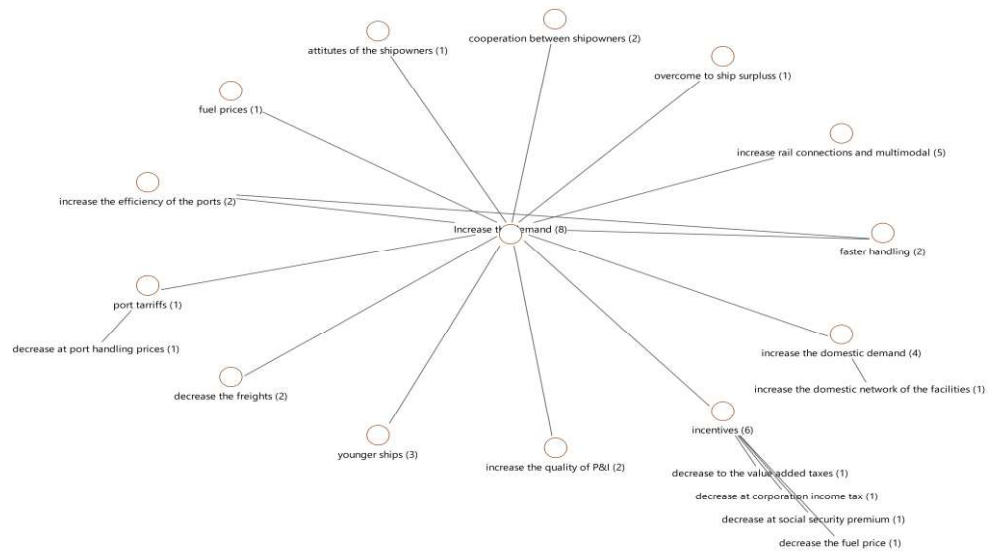 cooperation between shipowners (2)
attitutes of the shipowners (1)
overcome to ship surpluss (1)
fuel prices (1)
increase rail connections and multimodal (5)
increase the efficiency of the ports (2)
Increase the demand (8)
faster handling (2)
port tarriffs (1)
decrease at port handling prices (1)
increase the domestic demand (4)
increase the domestic network of the facilities (1)
decrease the freights (2)
incentives (6)
younger ships (3)
increase the quality of P&I (2)
decrease to the value added taxes (1)
decrease at corporation income tax (1)
decrease at social security premium (1)
decrease the fuel price (1)